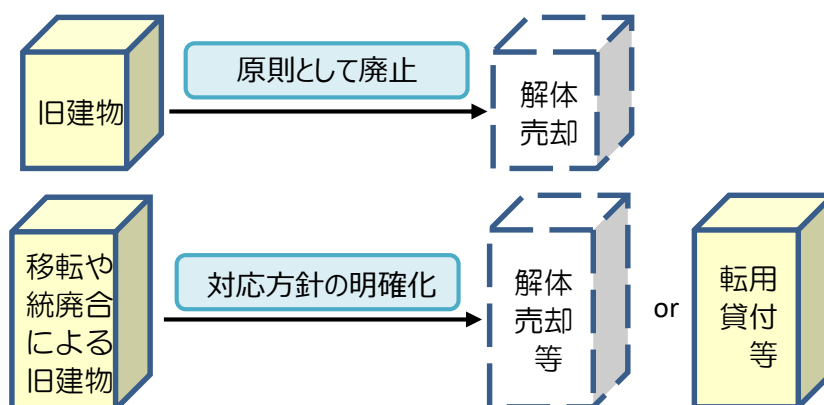 旧建物
原則として廃止
解体
売却
移転や
統廃合
による
旧建物
対応方針の明確化
解体
売却
等
or
転用
貸付
等